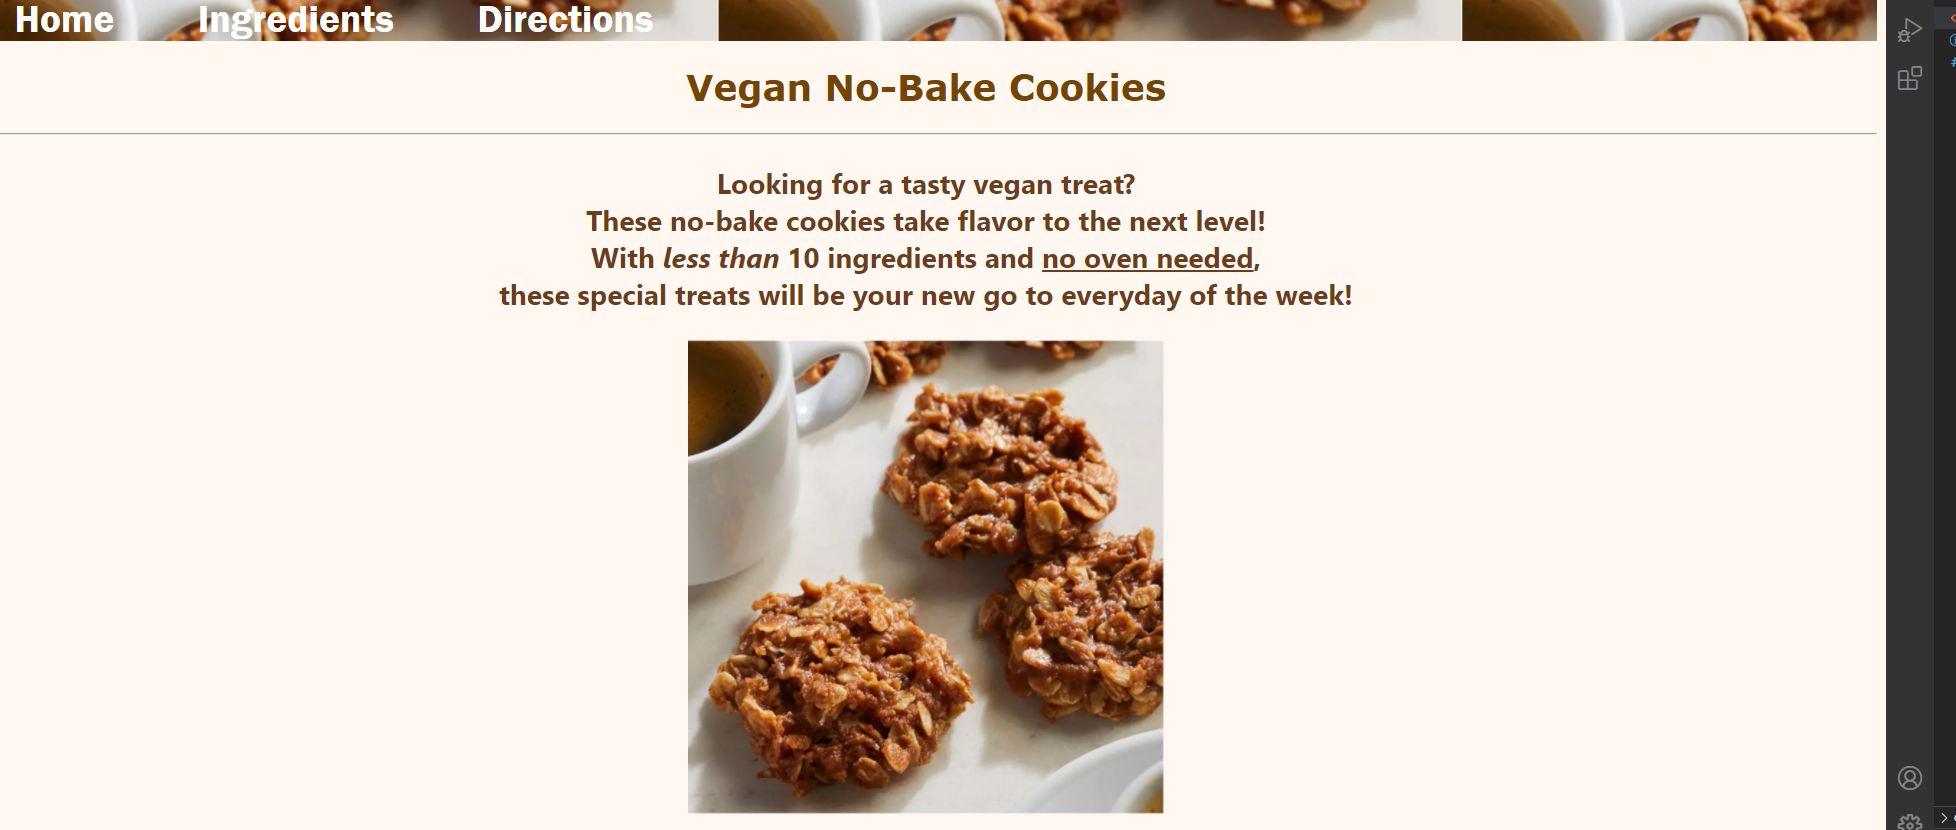 Home Ingredients Directions
Vegan No-Bake Cookies
Looking for a tasty vegan treat?
These no-bake cookies take flavor to the next level!
With less than 10 ingredients and no oven needed,
these special treats will be your new go to everyday of the week!